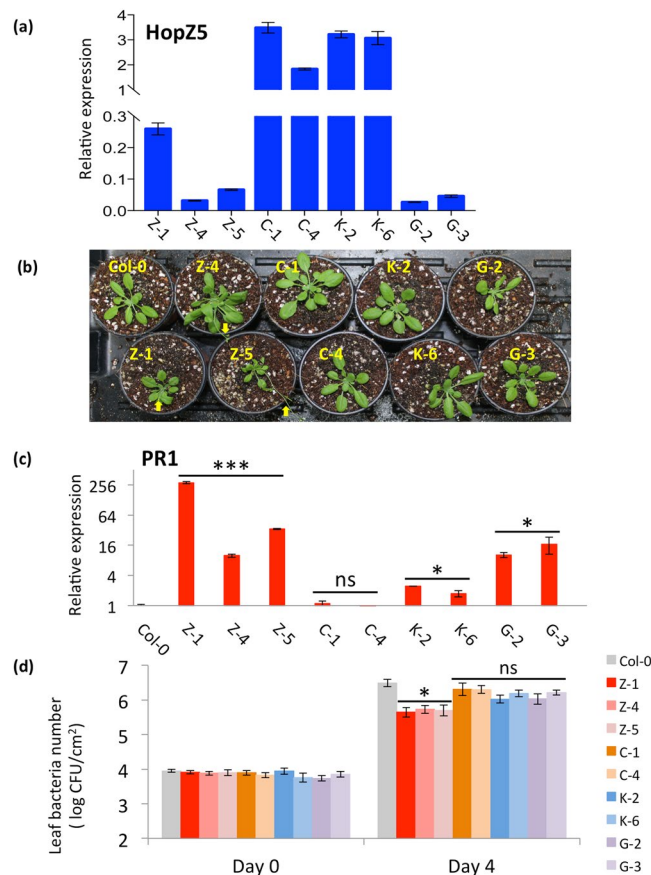 (a)
HopZ5
Relative expression
4
3
2
1
0.3
0.2
0.1
0.0
Z-1 Z-4 Z-5 C-1 C-4 K-2 K-6 G-2 G-3
(b)
Col-0 Z-4 C-1 K-2 G-2
Z-1 Z-5 C-4 K-6 G-3
(c)
PR1
Relative expression
256
64
16
4
1
***
ns
*
*
Col-0 Z-1 Z-4 Z-5 C-1 C-4 K-2 K-6 G-2 G-3
(d)
Leaf bacteria number
( log CFU/cm²)
7
6
5
4
3
2
*
ns
Day 0 Day 4
Col-0
Z-1
Z-4
Z-5
C-1
C-4
K-2
K-6
G-2
G-3